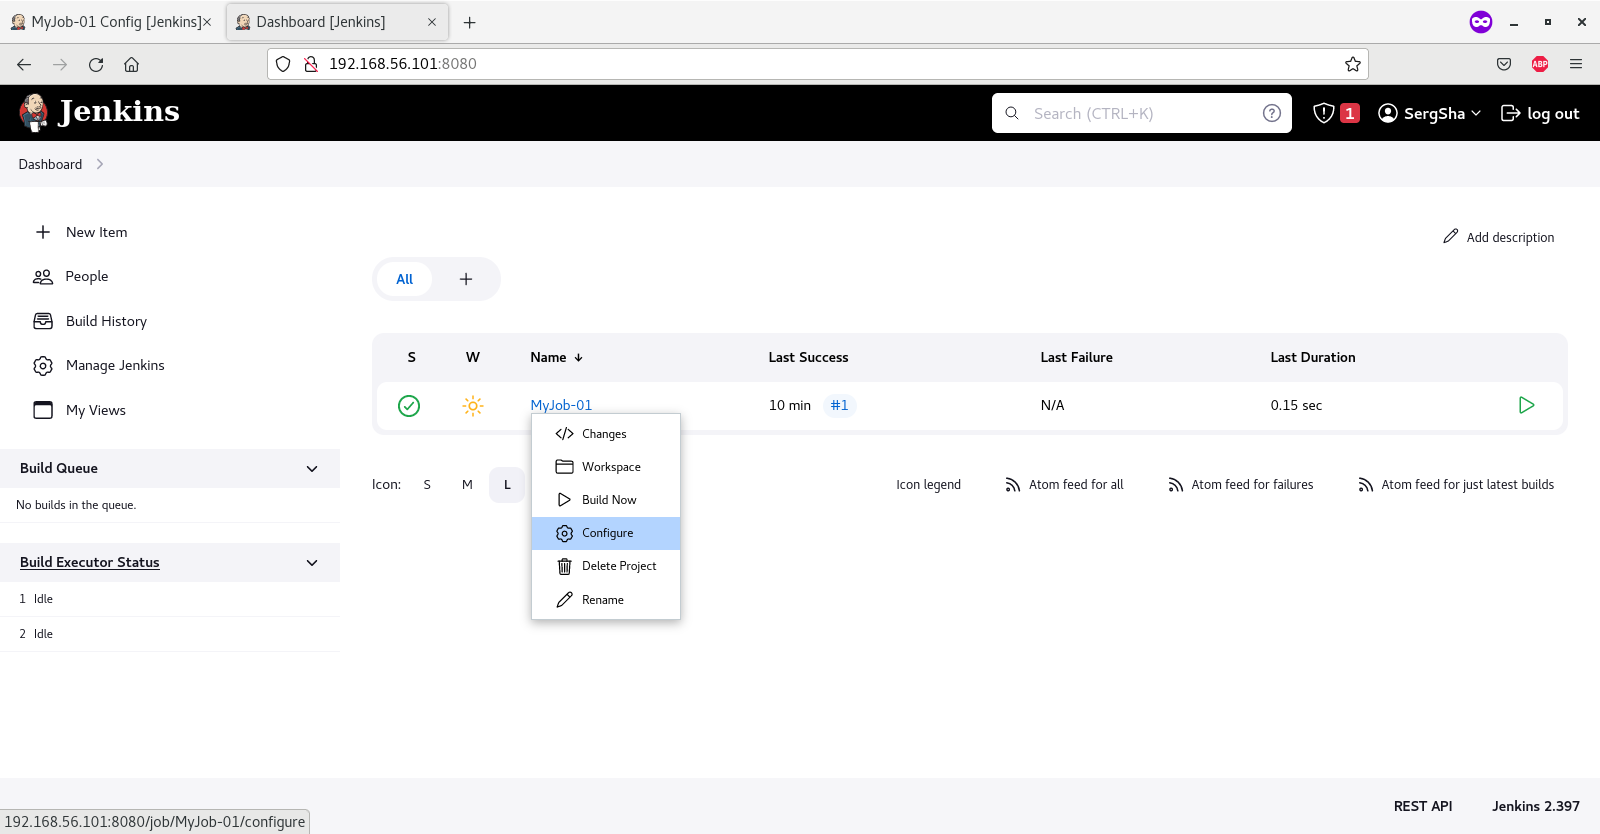 MyJob-01 Config [Jenkins]
Dashboard [Jenkins]
192.168.56.101:8080
ABP
Jenkins
Search (CTRL+K)
?
1
SergSha
log out
Dashboard
New Item
People
Build History
Manage Jenkins
My Views
Build Queue
No builds in the queue.
Build Executor Status
1 Idle
2 Idle
Add description
All
S W Name ↓ Last Success Last Failure Last Duration
MyJob-01 10 min #1 N/A 0.15 sec
Changes
Workspace
Build Now
Configure
Delete Project
Rename
Icon: S M L
Icon legend
Atom feed for all
Atom feed for failures
Atom feed for just latest builds
REST API
Jenkins 2.397
192.168.56.101:8080/job/MyJob-01/configure